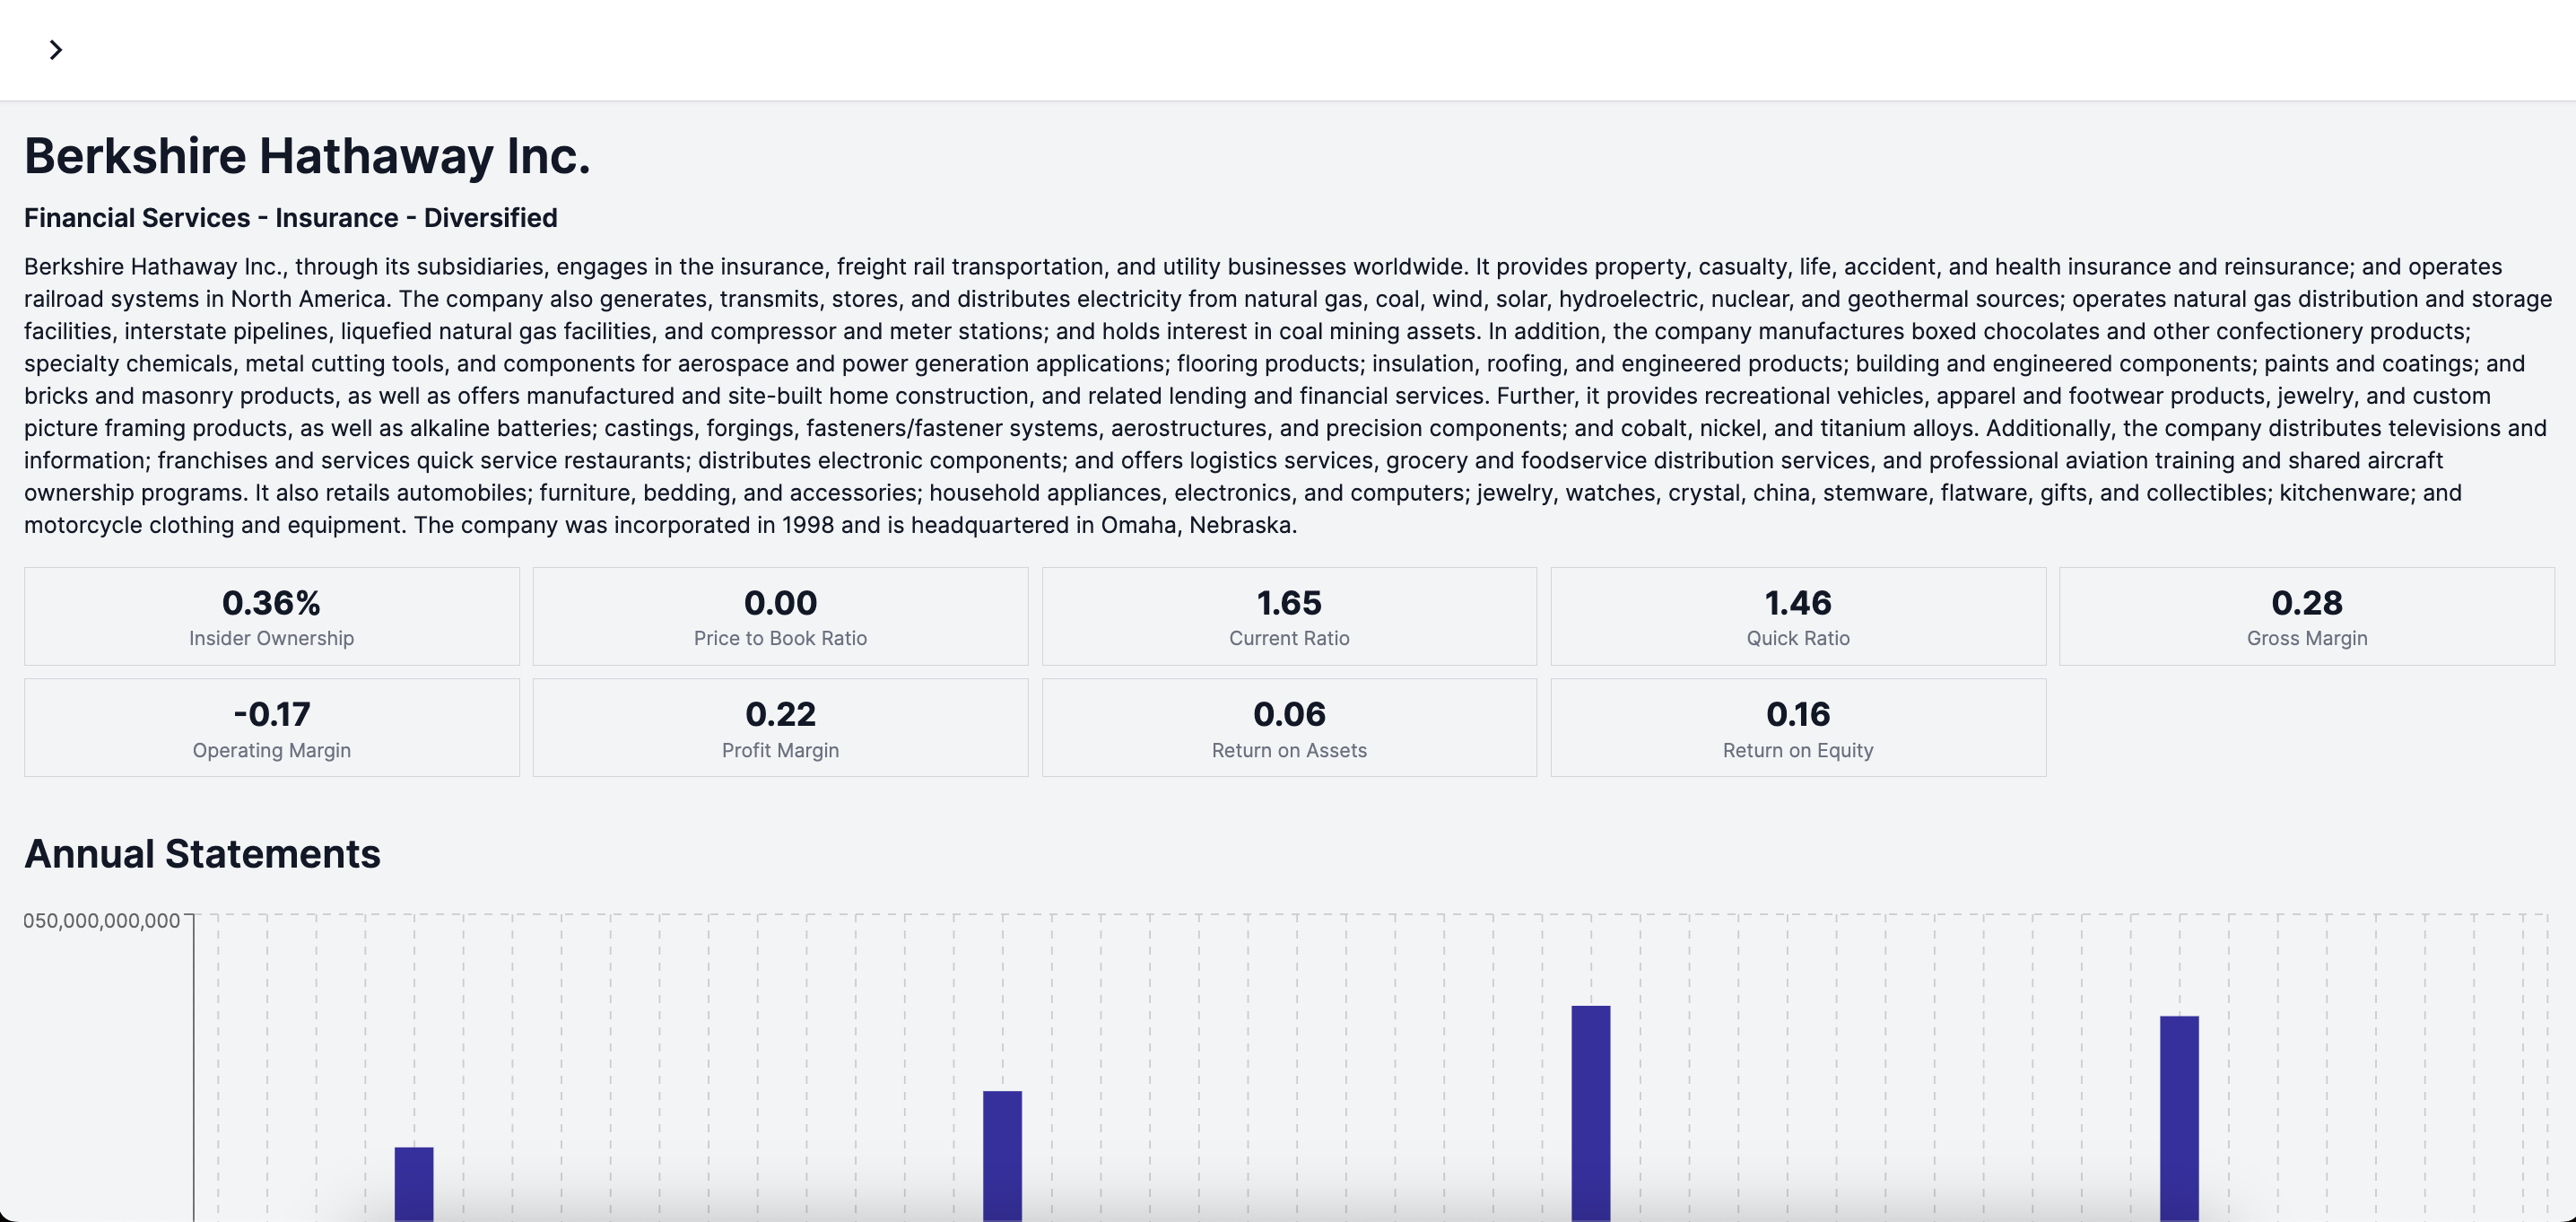 Berkshire Hathaway Inc.
Financial Services - Insurance - Diversified
Berkshire Hathaway Inc., through its subsidiaries, engages in the insurance, freight rail transportation, and utility businesses worldwide. It provides property, casualty, life, accident, and health insurance and reinsurance; and operates
railroad systems in North America. The company also generates, transmits, stores, and distributes electricity from natural gas, coal, wind, solar, hydroelectric, nuclear, and geothermal sources; operates natural gas distribution and storage
facilities, interstate pipelines, liquefied natural gas facilities, and compressor and meter stations; and holds interest in coal mining assets. In addition, the company manufactures boxed chocolates and other confectionery products;
specialty chemicals, metal cutting tools, and components for aerospace and power generation applications; flooring products; insulation, roofing, and engineered products; building and engineered components; paints and coatings; and
bricks and masonry products, as well as offers manufactured and site-built home construction, and related lending and financial services. Further, it provides recreational vehicles, apparel and footwear products, jewelry, and custom
picture framing products, as well as alkaline batteries; castings, forgings, fasteners/fastener systems, aerostructures, and precision components; and cobalt, nickel, and titanium alloys. Additionally, the company distributes televisions and
information; franchises and services quick service restaurants; distributes electronic components; and offers logistics services, grocery and foodservice distribution services, and professional aviation training and shared aircraft
ownership programs. It also retails automobiles; furniture, bedding, and accessories; household appliances, electronics, and computers; jewelry, watches, crystal, china, stemware, flatware, gifts, and collectibles; kitchenware; and
motorcycle clothing and equipment. The company was incorporated in 1998 and is headquartered in Omaha, Nebraska.
0.36%
Insider Ownership
0.00
Price to Book Ratio
1.65
Current Ratio
1.46
Quick Ratio
0.28
Gross Margin
-0.17
Operating Margin
0.22
Profit Margin
0.06
Return on Assets
0.16
Return on Equity
Annual Statements
050,000,000,000